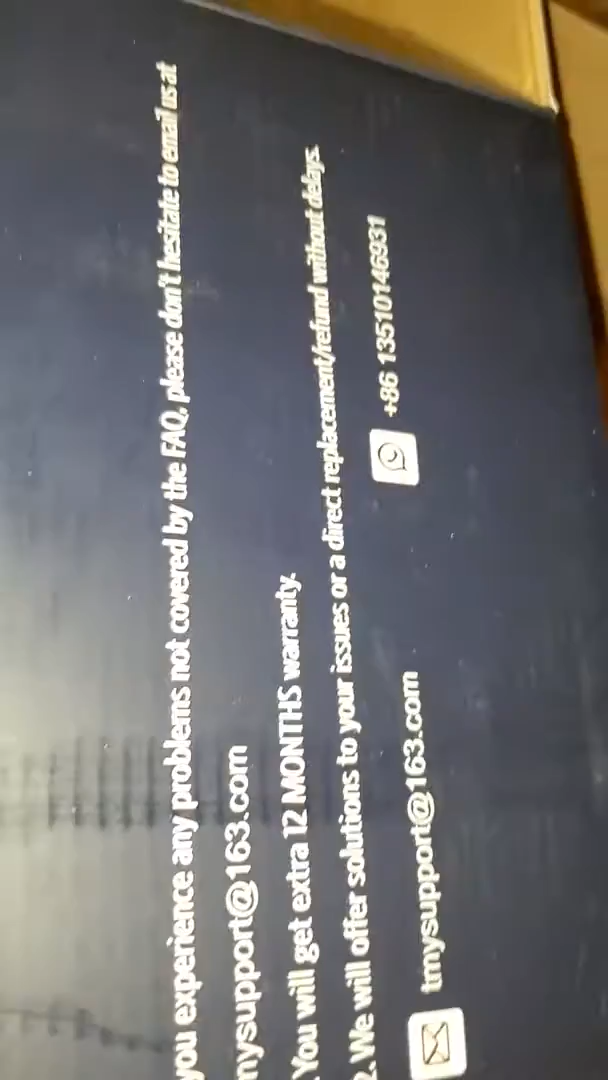 you experience any problems not covered by the FAQ, please don't hesitate to email us at
mysupport@163.com
. You will get extra 12 MONTHS warranty.
2. We will offer solutions to your issues or a direct replacement/refund without delays.
tmysupport@163.com +86 13510146931